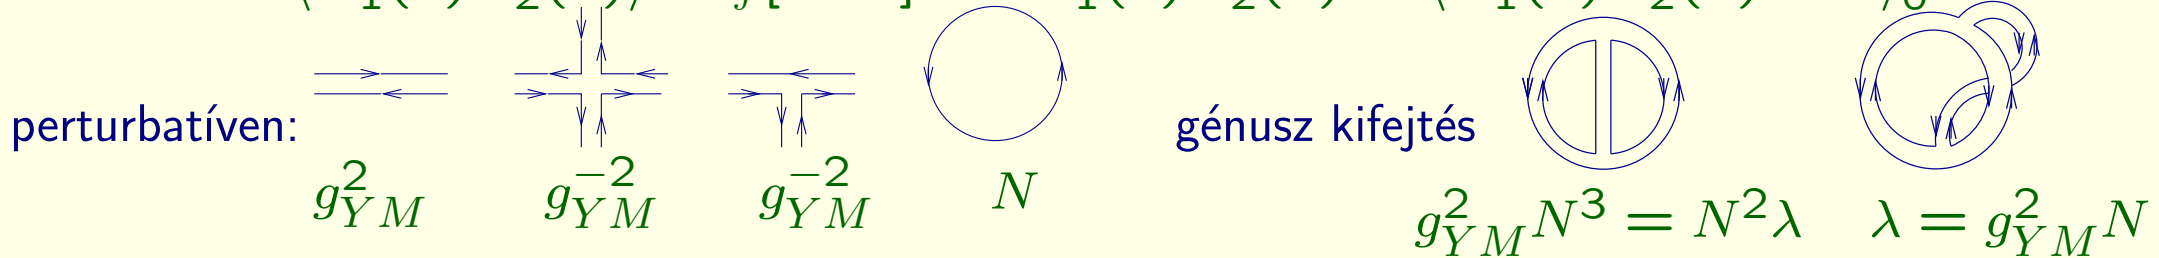 perturbatíven:
g_{YM}^2 g_{YM}^{-2} g_{YM}^{-2} N
génusz kifejtés
g_{YM}^2 N^3 = N^2 λ λ = g_{YM}^2 N